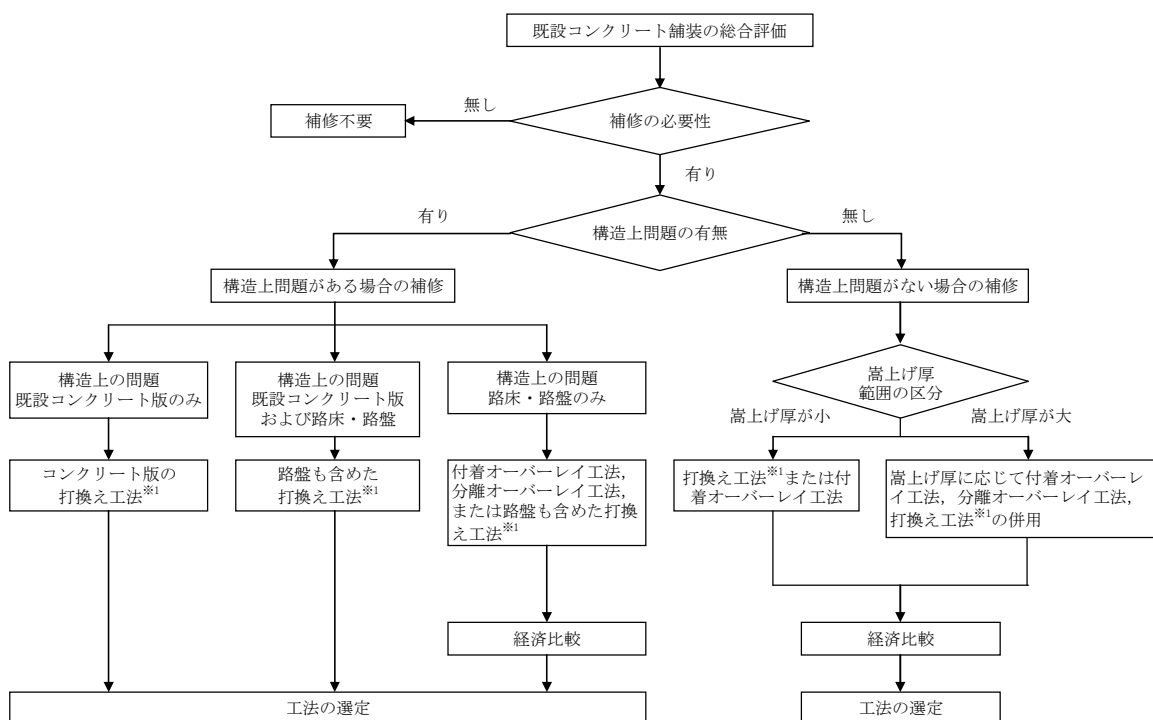 既設コンクリート舗装の総合評価
無し
補修不要
補修の必要性
有り
有り
構造上問題の有無
無し
構造上問題がある場合の補修
構造上問題がない場合の補修
構造上の問題
既設コンクリート版のみ
構造上の問題
既設コンクリート版
および路床・路盤
構造上の問題
路床・路盤のみ
嵩上げ厚
範囲の区分
嵩上げ厚が小
嵩上げ厚が大
コンクリート版の
打換え工法※1
路盤も含めた
打換え工法※1
付着オーバーレイ工法,
分離オーバーレイ工法,
または路盤も含めた打換
え工法※1
打換え工法※1または付
着オーバーレイ工法
嵩上げ厚に応じて付着オーバーレ
イ工法，分離オーバーレイ工法,
打換え工法※1の併用
経済比較
経済比較
工法の選定
工法の選定